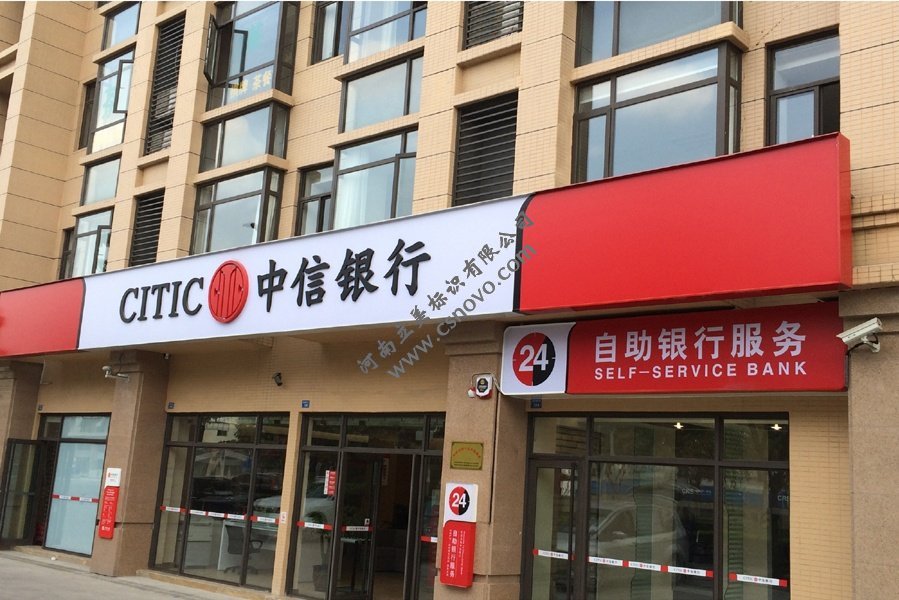 CITIC 中信银行
河南立美标识有限公司
www.csnovo.com
24 自助银行服务
SELF-SERVICE BANK
24
自助银行服务